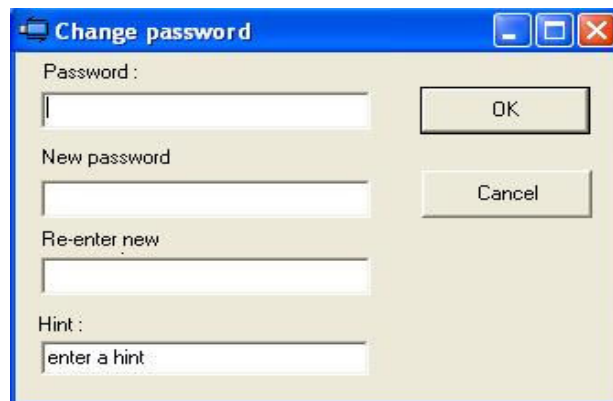 Change password
Password :
OK
New password
Cancel
Re-enter new
Hint :
enter a hint